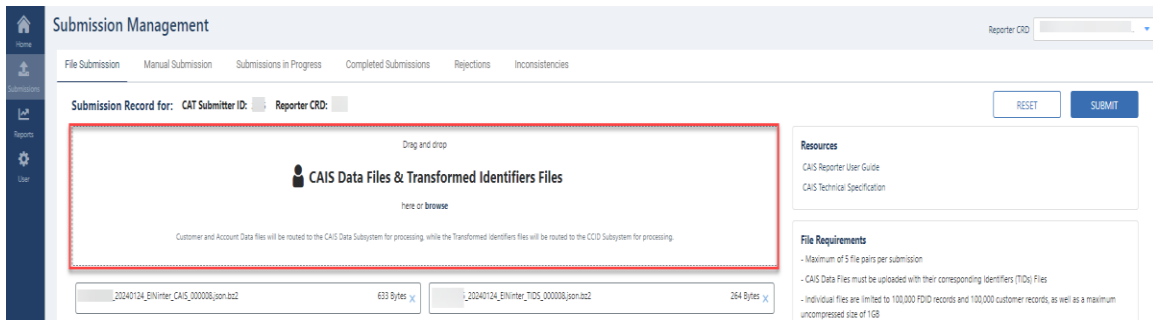 Submission Management
Reporter CRD
Home
Submissions
Reports
User
File Submission Manual Submission Submissions in Progress Completed Submissions Rejections Inconsistencies
Submission Record for: CAT Submitter ID: Reporter CRD:
RESET SUBMIT
Drag and drop
CAIS Data Files & Transformed Identifiers Files
here or browse
Customer and Account Data files will be routed to the CAIS Data Subsystem for processing, while the Transformed Identifiers files will be routed to the CCID Subsystem for processing.
_20240124_EINinter_CAIS_000008.json.bz2 633 Bytes x
_20240124_EINinter_TIDS_000008.json.bz2 264 Bytes x
Resources
CAIS Reporter User Guide
CAIS Technical Specification
File Requirements
- Maximum of 5 file pairs per submission
- CAIS Data Files must be uploaded with their corresponding Identifiers (TIDs) Files
- Individual files are limited to 100,000 FDID records and 100,000 customer records, as well as a maximum
uncompressed size of 1GB